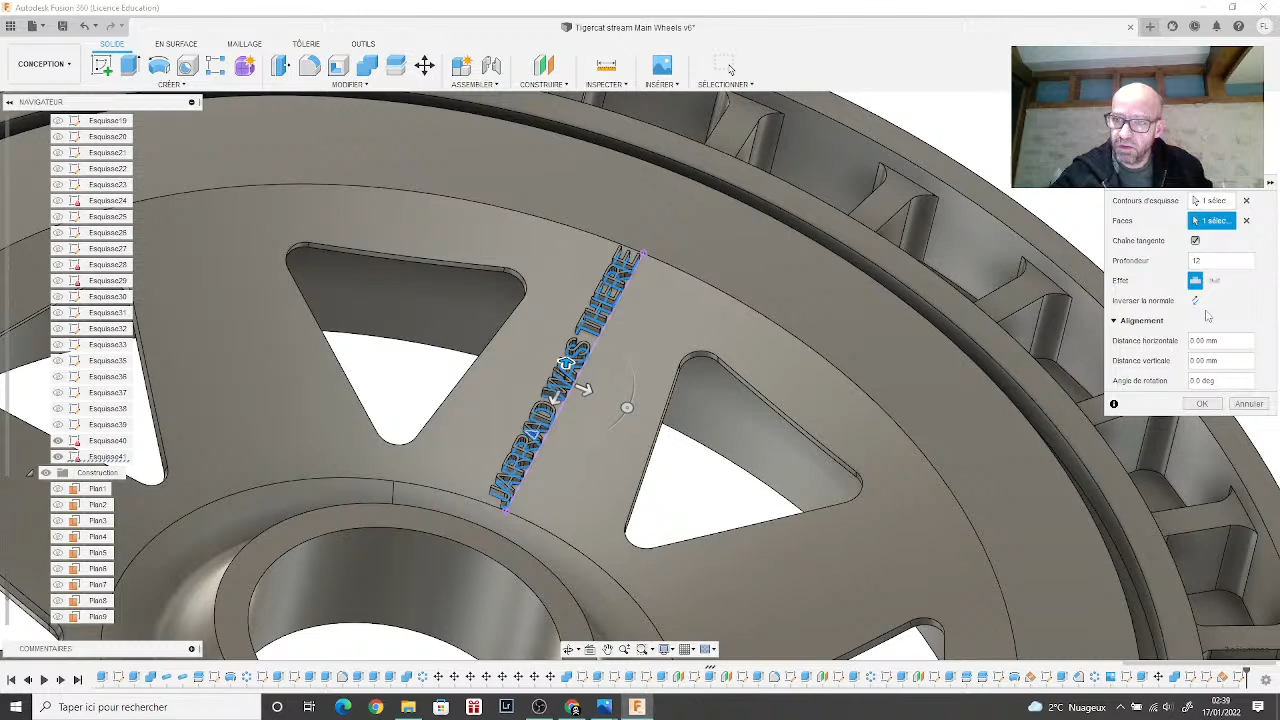 Autodesk Fusion 360 (Licence Education)
Tigercat stream Main Wheels v6*
FL
SOLIDE
EN SURFACE
MAILLAGE
TÔLERIE
OUTILS
CONCEPTION
CRÉER
MODIFIER
ASSEMBLER
CONSTRUIRE
INSPECTER
INSÉRER
SÉLECTIONNER
NAVIGATEUR
Esquisse19
Esquisse20
Esquisse21
Esquisse22
Esquisse23
Esquisse24
Esquisse25
Esquisse26
Esquisse27
Esquisse28
Esquisse29
Esquisse30
Esquisse31
Esquisse32
Esquisse33
Esquisse35
Esquisse36
Esquisse37
Esquisse38
Esquisse39
Esquisse40
Esquisse41
Construction
Plan1
Plan2
Plan3
Plan4
Plan5
Plan6
Plan7
Plan8
Plan9
WAS THERE
Contours d'esquisse
1 sélec...
Faces
1 sélec...
Chaîne tangente
Profondeur
12
Effet
Inverser la normale
Alignement
Distance horizontale
0.00 mm
Distance verticale
0.00 mm
Angle de rotation
0.0 deg
OK
Annuler
COMMENTAIRES
Taper ici pour rechercher
2°C Nuageux
02:39
17/01/2022